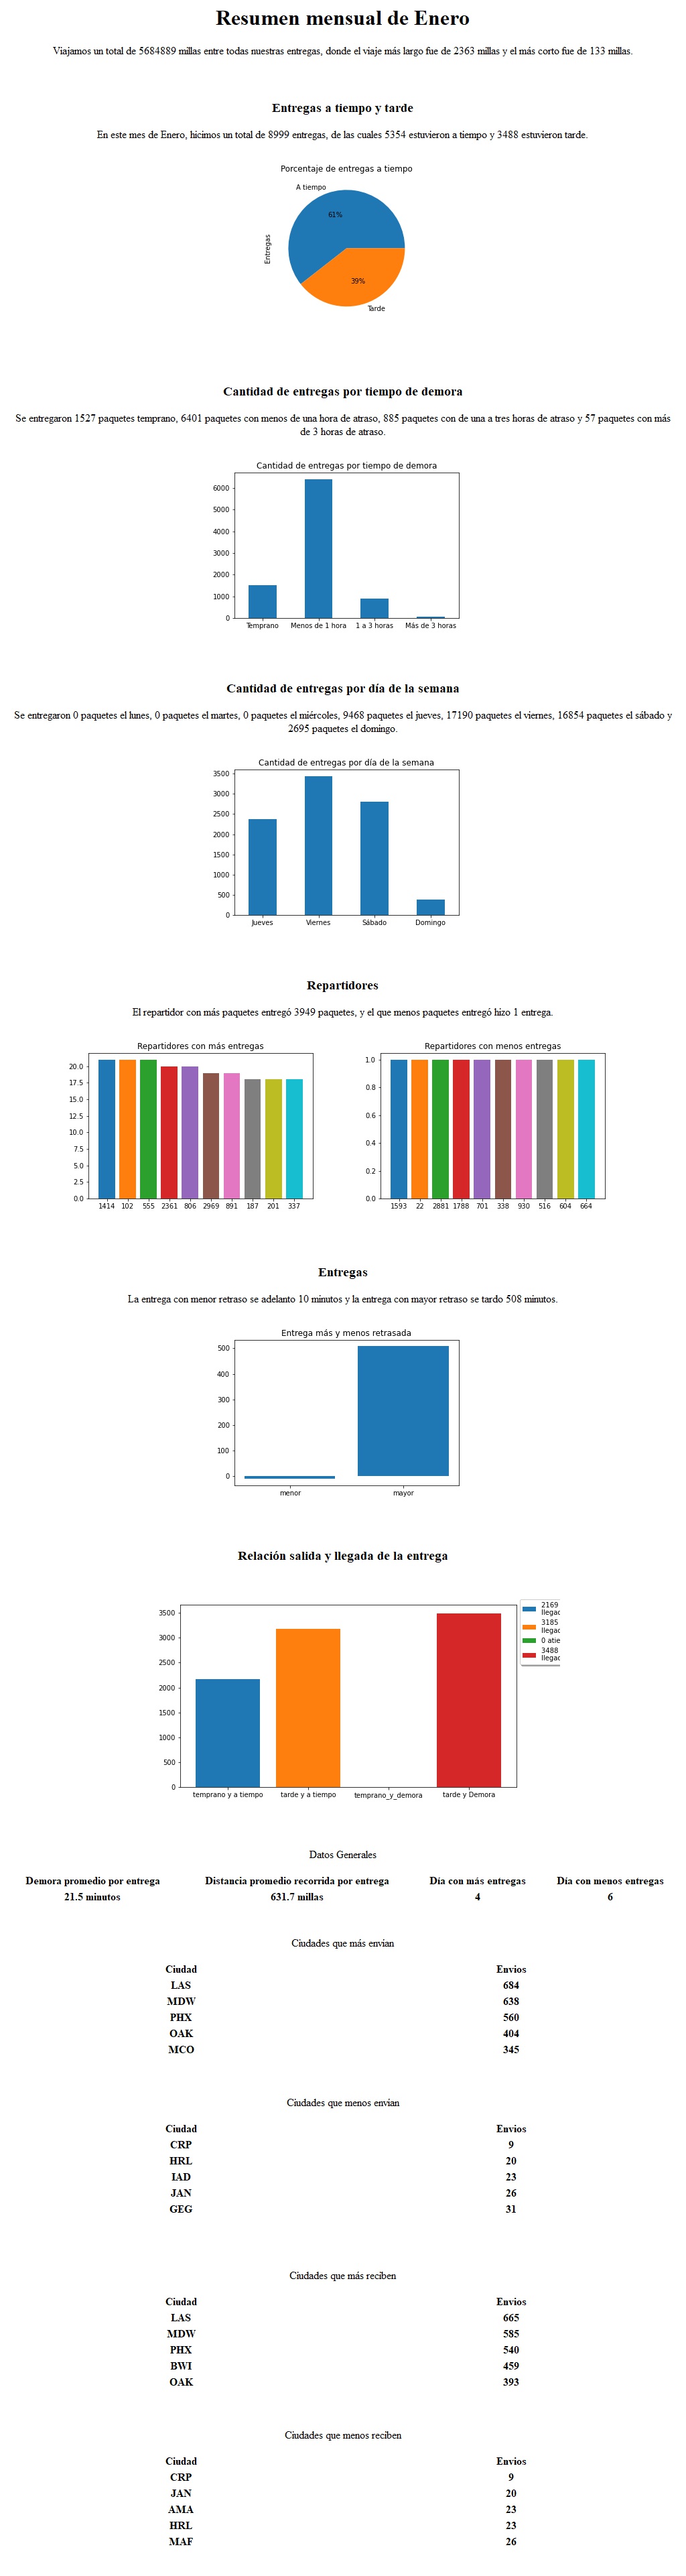 Resumen mensual de Enero
Viajamos un total de 5684889 millas entre todas nuestras entregas, donde el viaje más largo fue de 2363 millas y el más corto fue de 133 millas.
Entregas a tiempo y tarde
En este mes de Enero, hicimos un total de 8999 entregas, de las cuales 5354 estuvieron a tiempo y 3488 estuvieron tarde.
Porcentaje de entregas a tiempo
A tiempo
61%
Entregas
39%
Tarde
Cantidad de entregas por tiempo de demora
Se entregaron 1527 paquetes temprano, 6401 paquetes con menos de una hora de atraso, 885 paquetes con de una a tres horas de atraso y 57 paquetes con más
de 3 horas de atraso.
Cantidad de entregas por tiempo de demora
6000
5000
4000
3000
2000
1000
0
Temprano Menos de 1 hora 1 a 3 horas Más de 3 horas
Cantidad de entregas por día de la semana
Se entregaron 0 paquetes el lunes, 0 paquetes el martes, 0 paquetes el miércoles, 9468 paquetes el jueves, 17190 paquetes el viernes, 16854 paquetes el sábado y
2695 paquetes el domingo.
Cantidad de entregas por día de la semana
3500
3000
2500
2000
1500
1000
500
0
Jueves Viernes Sábado Domingo
Repartidores
El repartidor con más paquetes entregó 3949 paquetes, y el que menos paquetes entregó hizo 1 entrega.
Repartidores con más entregas
20.0
17.5
15.0
12.5
10.0
7.5
5.0
2.5
0.0
1414 102 555 2361 806 2969 891 187 201 337
Repartidores con menos entregas
1.0
0.8
0.6
0.4
0.2
0.0
1593 22 2881 1788 701 338 930 516 604 664
Entregas
La entrega con menor retraso se adelanto 10 minutos y la entrega con mayor retraso se tardo 508 minutos.
Entrega más y menos retrasada
500
400
300
200
100
0
menor mayor
Relación salida y llegada de la entrega
3500
3000
2500
2000
1500
1000
500
0
temprano y a tiempo tarde y a tiempo temprano_y_demora tarde y Demora
2169
llegac
3185
llegac
0 atie
3488
llegac
Datos Generales
Demora promedio por entrega Distancia promedio recorrida por entrega Día con más entregas Día con menos entregas
21.5 minutos 631.7 millas 4 6
Ciudades que más envían
Ciudad Envios
LAS 684
MDW 638
PHX 560
OAK 404
MCO 345
Ciudades que menos envían
Ciudad Envios
CRP 9
HRL 20
IAD 23
JAN 26
GEG 31
Ciudades que más reciben
Ciudad Envios
LAS 665
MDW 585
PHX 540
BWI 459
OAK 393
Ciudades que menos reciben
Ciudad Envios
CRP 9
JAN 20
AMA 23
HRL 23
MAF 26